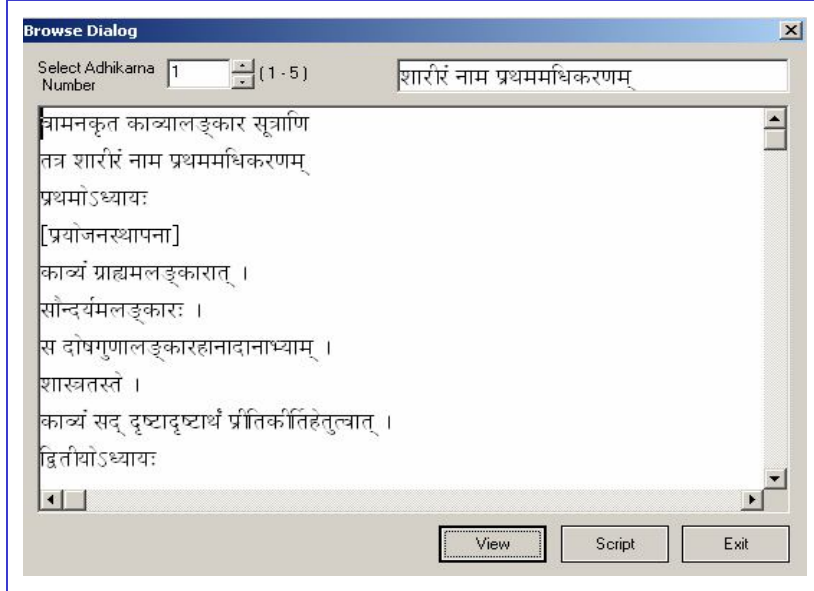 Browse Dialog
Select Adhikarna Number 1 ( 1 - 5 ) शारीरं नाम प्रथममधिकरणम्
वामनकृत काव्यालङ्कार सूत्राणि
तत्र शारीरं नाम प्रथममधिकरणम्
प्रथमोऽध्यायः
[प्रयोजनस्थापना]
काव्यं ग्राह्यमलङ्कारात् ।
सौन्दर्यमलङ्कारः ।
स दोषगुणालङ्कारहानादानाभ्याम् ।
शास्त्रतस्ते ।
काव्यं सद् दृष्टादृष्टार्थं प्रीतिकीर्तिहेतुत्वात् ।
द्वितीयोऽध्यायः
View Script Exit